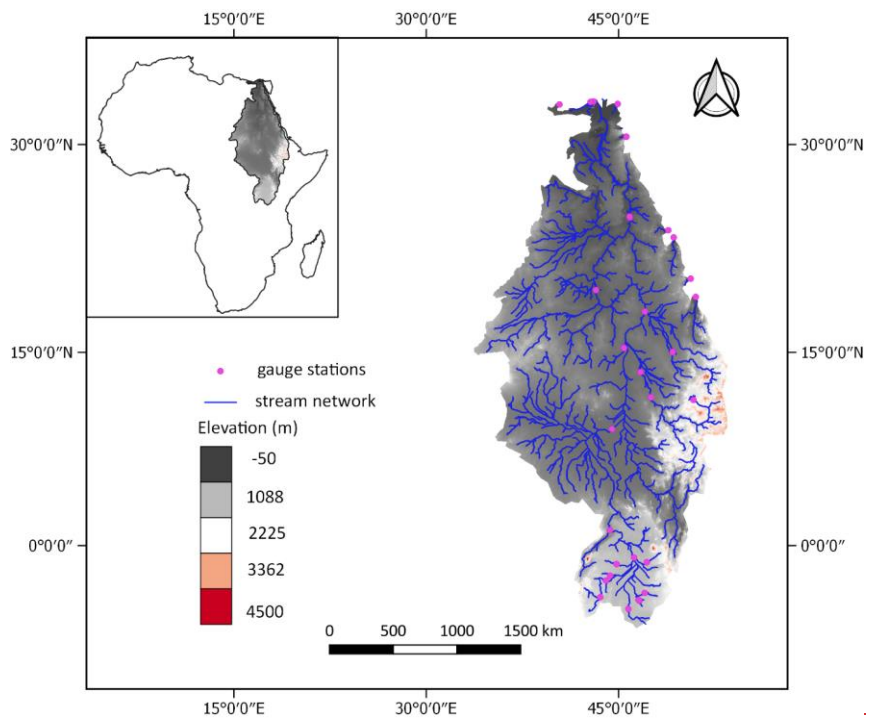 15°0′0″E 30°0′0″E 45°0′0″E
30°0′0″N 30°0′0″N
15°0′0″N 15°0′0″N
gauge stations
stream network
Elevation (m)
-50
1088
2225
3362
4500
0°0′0″ 0°0′0″
0 500 1000 1500 km
15°0′0″E 30°0′0″E 45°0′0″E